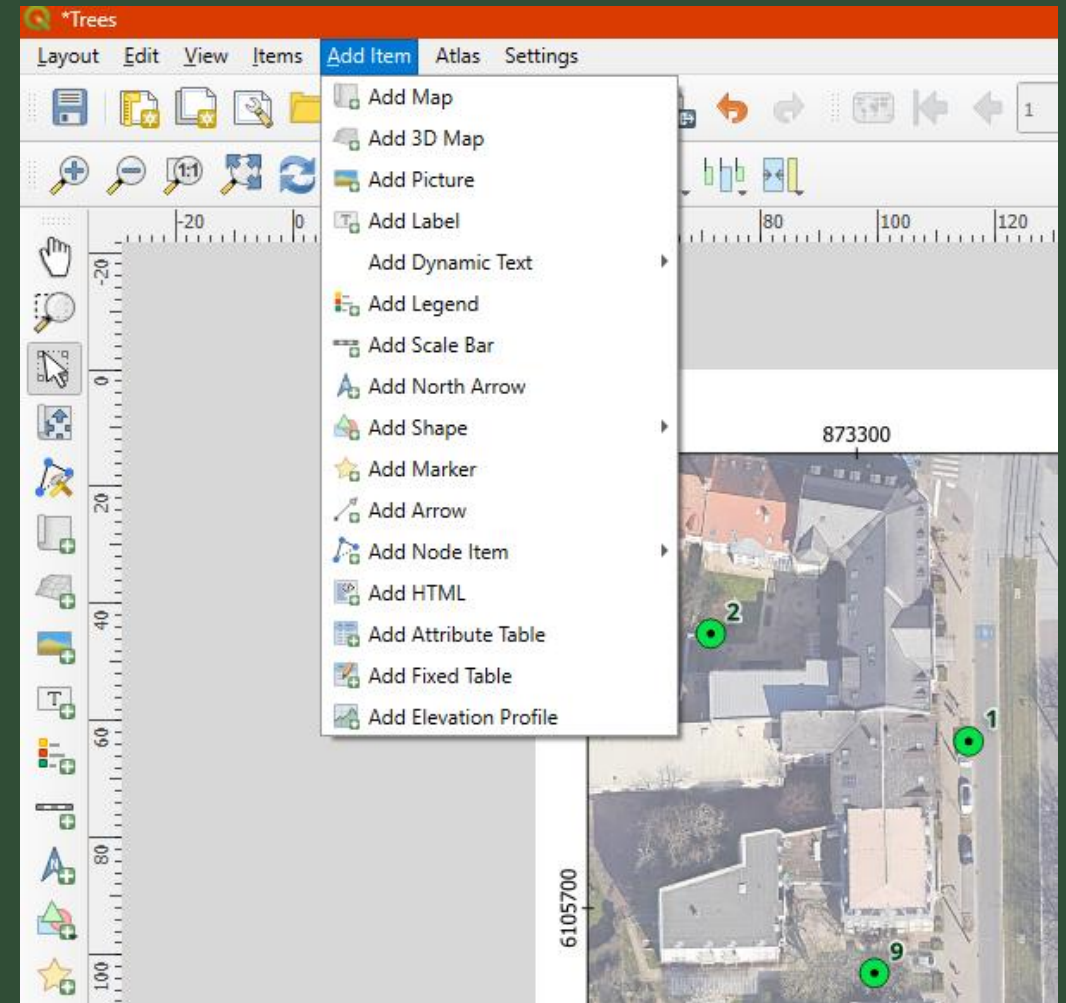 *Trees
Layout Edit View Items Add Item Atlas Settings
1
1:1
-20 0 80 100 120
-20
0
20
40
60
80
100
Add Map
Add 3D Map
Add Picture
Add Label
Add Dynamic Text
Add Legend
Add Scale Bar
Add North Arrow
Add Shape
Add Marker
Add Arrow
Add Node Item
Add HTML
Add Attribute Table
Add Fixed Table
Add Elevation Profile
873300
2
1
6105700
9